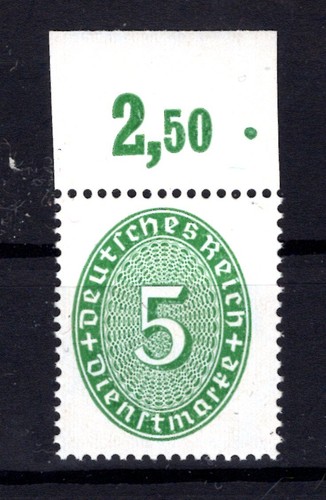 2,50
+Deutsches Reich+
5
Dienstmarke